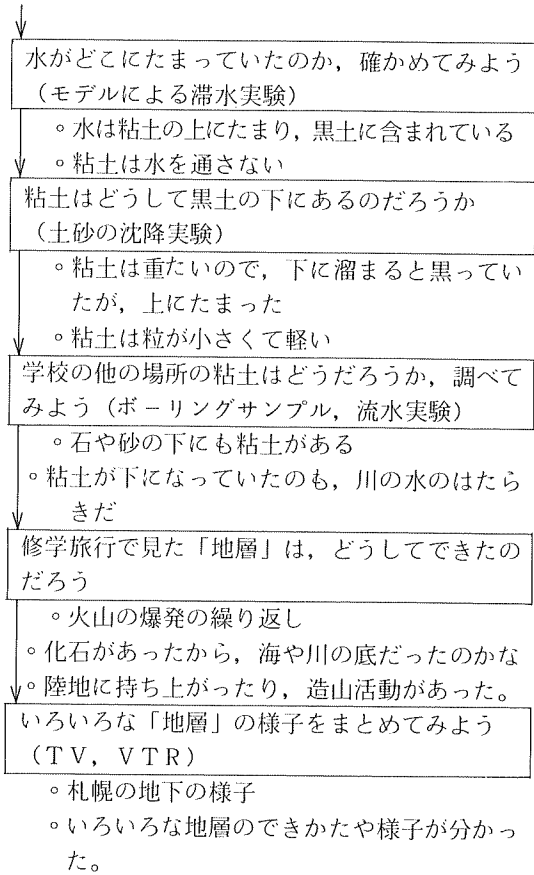 水がどこにたまっていたのか，確かめてみよう
（モデルによる滞水実験）
◦水は粘土の上にたまり，黒土に含まれている
◦粘土は水を通さない
粘土はどうして黒土の下にあるのだろうか
（土砂の沈降実験）
◦粘土は重たいので，下に溜まると黒ってい
たが，上にたまった
◦粘土は粒が小さくて軽い
学校の他の場所の粘土はどうだろうか，調べて
みよう（ボーリングサンプル，流水実験）
◦石や砂の下にも粘土がある
◦粘土が下になっていたのも，川の水のはたら
きだ
修学旅行で見た「地層」は，どうしてできたの
だろう
◦火山の爆発の繰り返し
◦化石があったから，海や川の底だったのかな
◦陸地に持ち上がったり，造山活動があった。
いろいろな「地層」の様子をまとめてみよう
（ＴＶ，ＶＴＲ）
◦札幌の地下の様子
◦いろいろな地層のできかたや様子が分かっ
た。